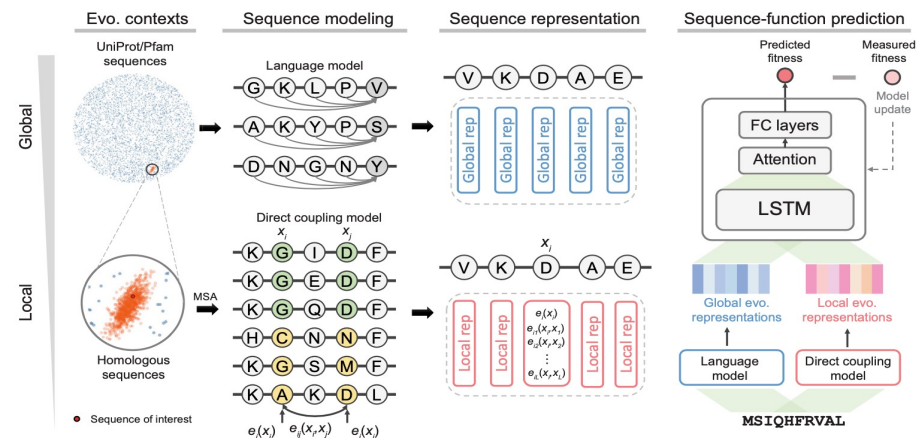 Evo. contexts
Sequence modeling
Sequence representation
Sequence-function prediction
Global
Local
UniProt/Pfam
sequences
MSA
Homologous
sequences
Sequence of interest
Language model
G K L P V
A K Y P S
D N G N Y
Direct coupling model
x_i x_j
K G I D F
K G E D F
K G Q D F
H C N N F
K G S M F
K A K D L
e_i(x_i) e_ij(x_i,x_j) e_j(x_j)
V K D A E
Global rep Global rep Global rep Global rep Global rep
x_i
V K D A E
Local rep Local rep
e_i(x_i)
e_i1(x_i,x_1)
e_i2(x_i,x_2)
⋮
e_iL(x_i,x_L)
Local rep Local rep
Predicted
fitness
Measured
fitness
Model
update
FC layers
Attention
LSTM
Global evo.
representations
Local evo.
representations
Language
model
Direct coupling
model
MSIQHFRVAL